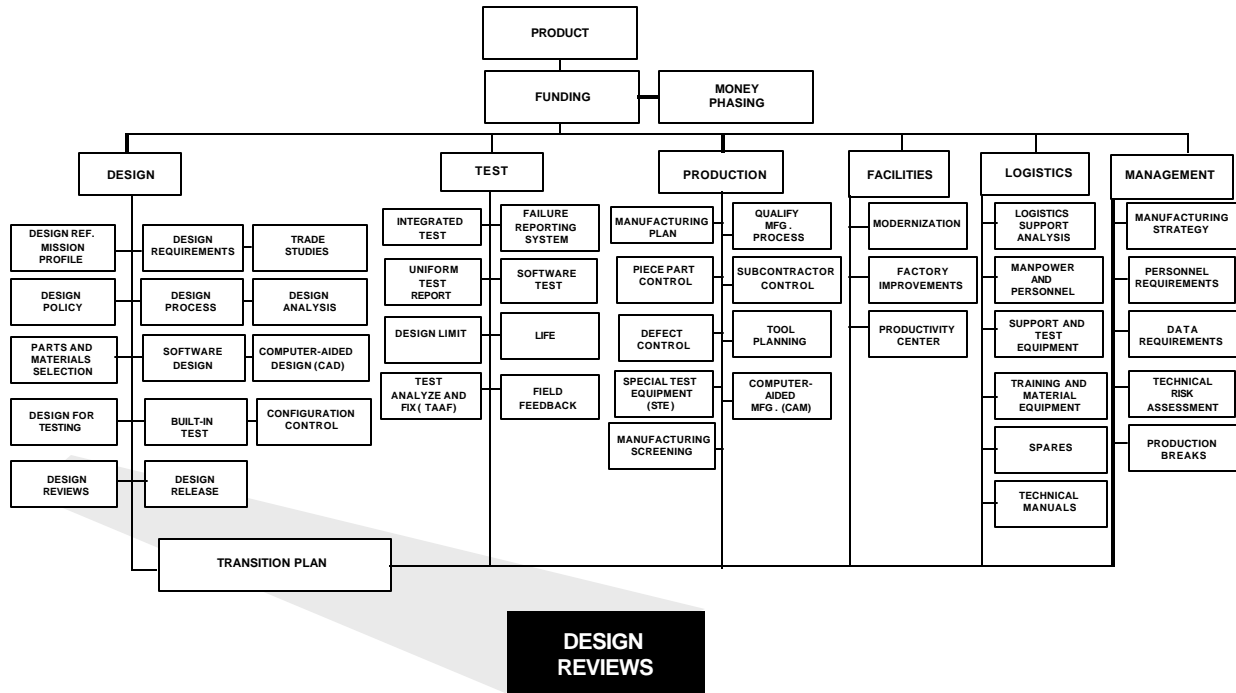 PRODUCT
FUNDING
MONEY
PHASING
DESIGN
TEST
PRODUCTION
FACILITIES
LOGISTICS
MANAGEMENT
DESIGN REF.
MISSION
PROFILE
DESIGN
REQUIREMENTS
TRADE
STUDIES
DESIGN
POLICY
DESIGN
PROCESS
DESIGN
ANALYSIS
PARTS AND
MATERIALS
SELECTION
SOFTWARE
DESIGN
COMPUTER-AIDED
DESIGN (CAD)
DESIGN FOR
TESTING
BUILT-IN
TEST
CONFIGURATION
CONTROL
DESIGN
REVIEWS
DESIGN
RELEASE
INTEGRATED
TEST
FAILURE
REPORTING
SYSTEM
UNIFORM
TEST
REPORT
SOFTWARE
TEST
DESIGN LIMIT
LIFE
TEST
ANALYZE AND
FIX ( TAAF)
FIELD
FEEDBACK
MANUFACTURING
PLAN
QUALIFY
MFG. PROCESS
PIECE PART
CONTROL
SUBCONTRACTOR
CONTROL
DEFECT
CONTROL
TOOL
PLANNING
SPECIAL TEST
EQUIPMENT
(STE)
COMPUTER-
AIDED
MFG. (CAM)
MANUFACTURING
SCREENING
MODERNIZATION
FACTORY
IMPROVEMENTS
PRODUCTIVITY
CENTER
LOGISTICS
SUPPORT
ANALYSIS
MANPOWER
AND
PERSONNEL
SUPPORT AND
TEST
EQUIPMENT
TRAINING AND
MATERIAL
EQUIPMENT
SPARES
TECHNICAL
MANUALS
MANUFACTURING
STRATEGY
PERSONNEL
REQUIREMENTS
DATA
REQUIREMENTS
TECHNICAL
RISK
ASSESSMENT
PRODUCTION
BREAKS
TRANSITION PLAN
DESIGN
REVIEWS